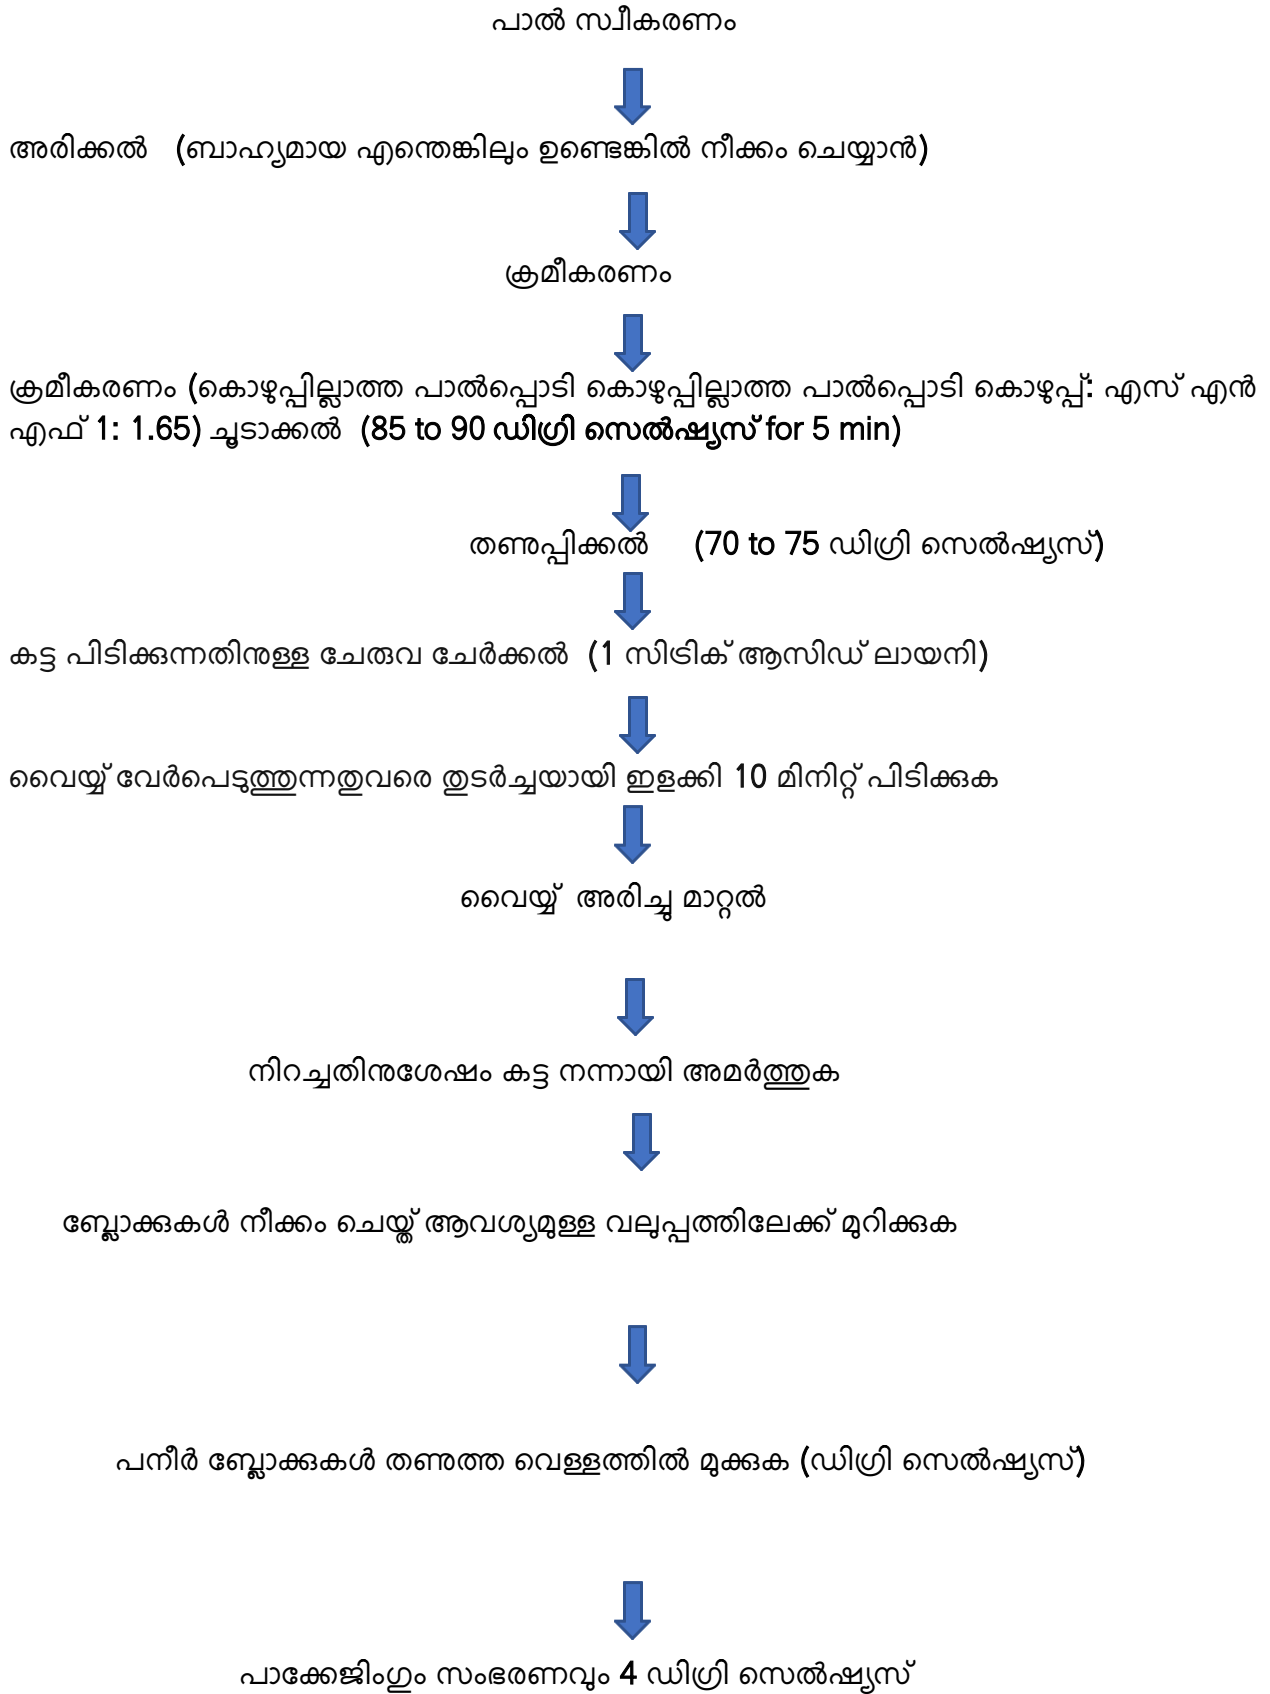 പാൽ സ്വീകരണം
അരിക്കൽ (ബാഹ്യമായ എന്തെങ്കിലും ഉണ്ടെങ്കിൽ നീക്കം ചെയ്യാൻ)
ക്രമീകരണം
ക്രമീകരണം (കൊഴുപ്പില്ലാത്ത പാൽപ്പൊടി കൊഴുപ്പില്ലാത്ത പാൽപ്പൊടി കൊഴുപ്പ്: എസ് എൻ
എഫ് 1: 1.65) ചൂടാക്കൽ (85 to 90 ഡിഗ്രി സെൽഷ്യസ് for 5 min)
തണുപ്പിക്കൽ (70 to 75 ഡിഗ്രി സെൽഷ്യസ്)
കട്ട പിടിക്കുന്നതിനുള്ള ചേരുവ ചേർക്കൽ (1 സിട്രിക് ആസിഡ് ലായനി)
വൈയ്യ് വേർപെടുത്തുന്നതുവരെ തുടർച്ചയായി ഇളക്കി 10 മിനിറ്റ് പിടിക്കുക
വൈയ്യ് അരിച്ചു മാറ്റൽ
നിറച്ചതിനുശേഷം കട്ട നന്നായി അമർത്തുക
ബ്ലോക്കുകൾ നീക്കം ചെയ്ത് ആവശ്യമുള്ള വലുപ്പത്തിലേക്ക് മുറിക്കുക
പനീർ ബ്ലോക്കുകൾ തണുത്ത വെള്ളത്തിൽ മുക്കുക (ഡിഗ്രി സെൽഷ്യസ്)
പാക്കേജിംഗും സംഭരണവും 4 ഡിഗ്രി സെൽഷ്യസ്